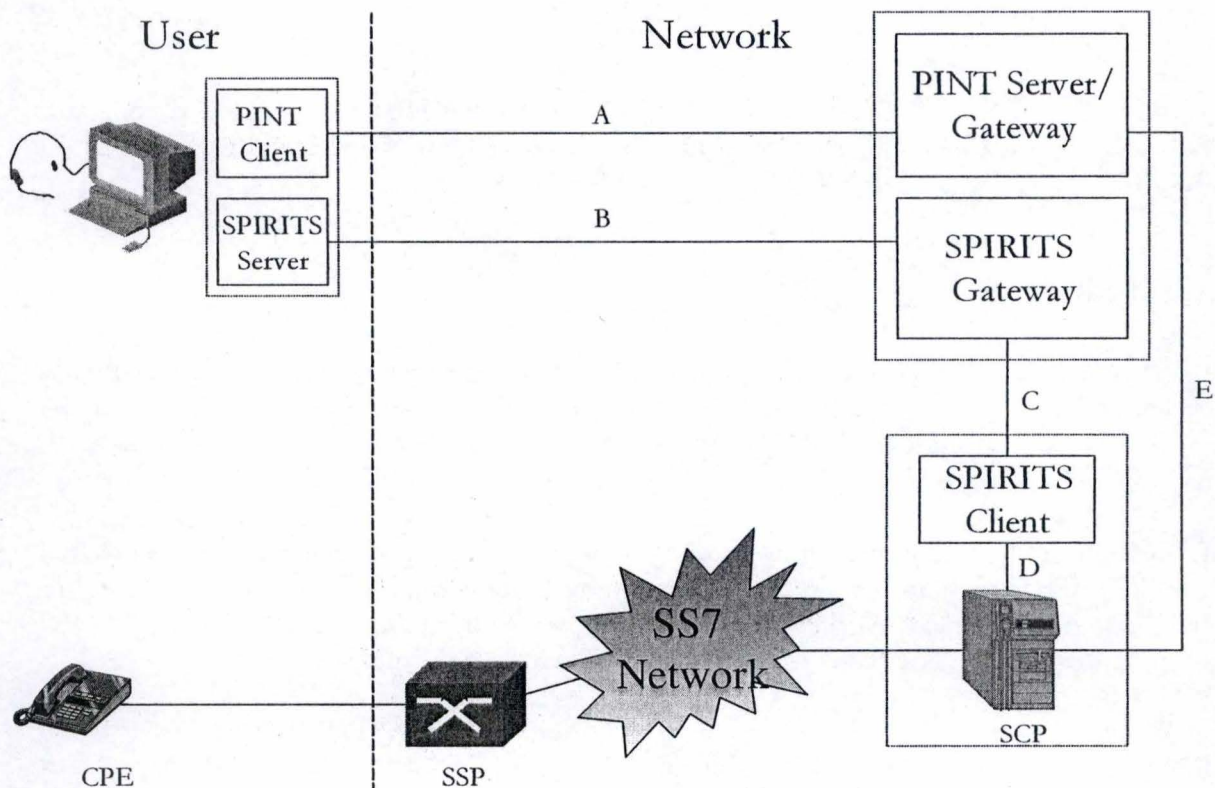 User
Network
PINT
Client
A
PINT Server/
Gateway
SPIRITS
Server
B
SPIRITS
Gateway
C
E
SPIRITS
Client
D
SS7
Network
SCP
CPE
SSP